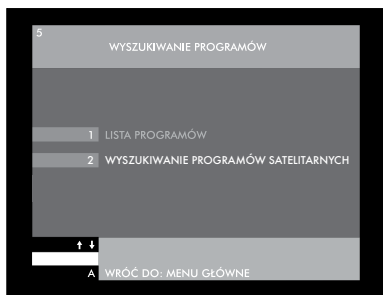 5
WYSZUKIWANIE PROGRAMÓW
1 LISTA PROGRAMÓW
2 WYSZUKIWANIE PROGRAMÓW SATELITARNYCH
↑ ↓
A WRÓĆ DO: MENU GŁÓWNE